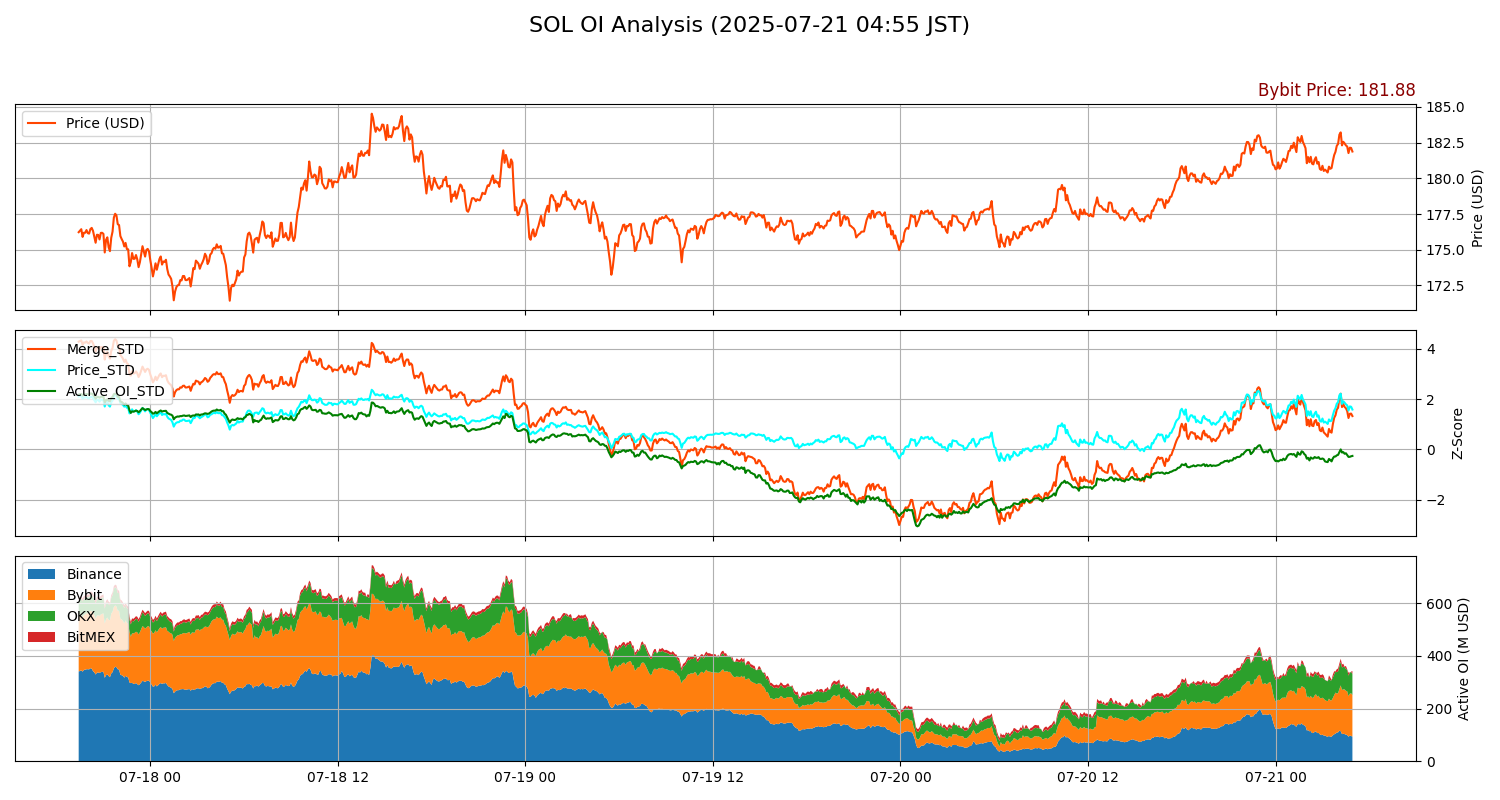 SOL OI Analysis (2025-07-21 04:55 JST)
Bybit Price: 181.88
Price (USD)
185.0
182.5
180.0
177.5
175.0
172.5
Price (USD)
Merge_STD
Price_STD
Active_OI_STD
4
2
0
−2
Z-Score
Binance
Bybit
OKX
BitMEX
600
400
200
0
Active OI (M USD)
07-18 00
07-18 12
07-19 00
07-19 12
07-20 00
07-20 12
07-21 00